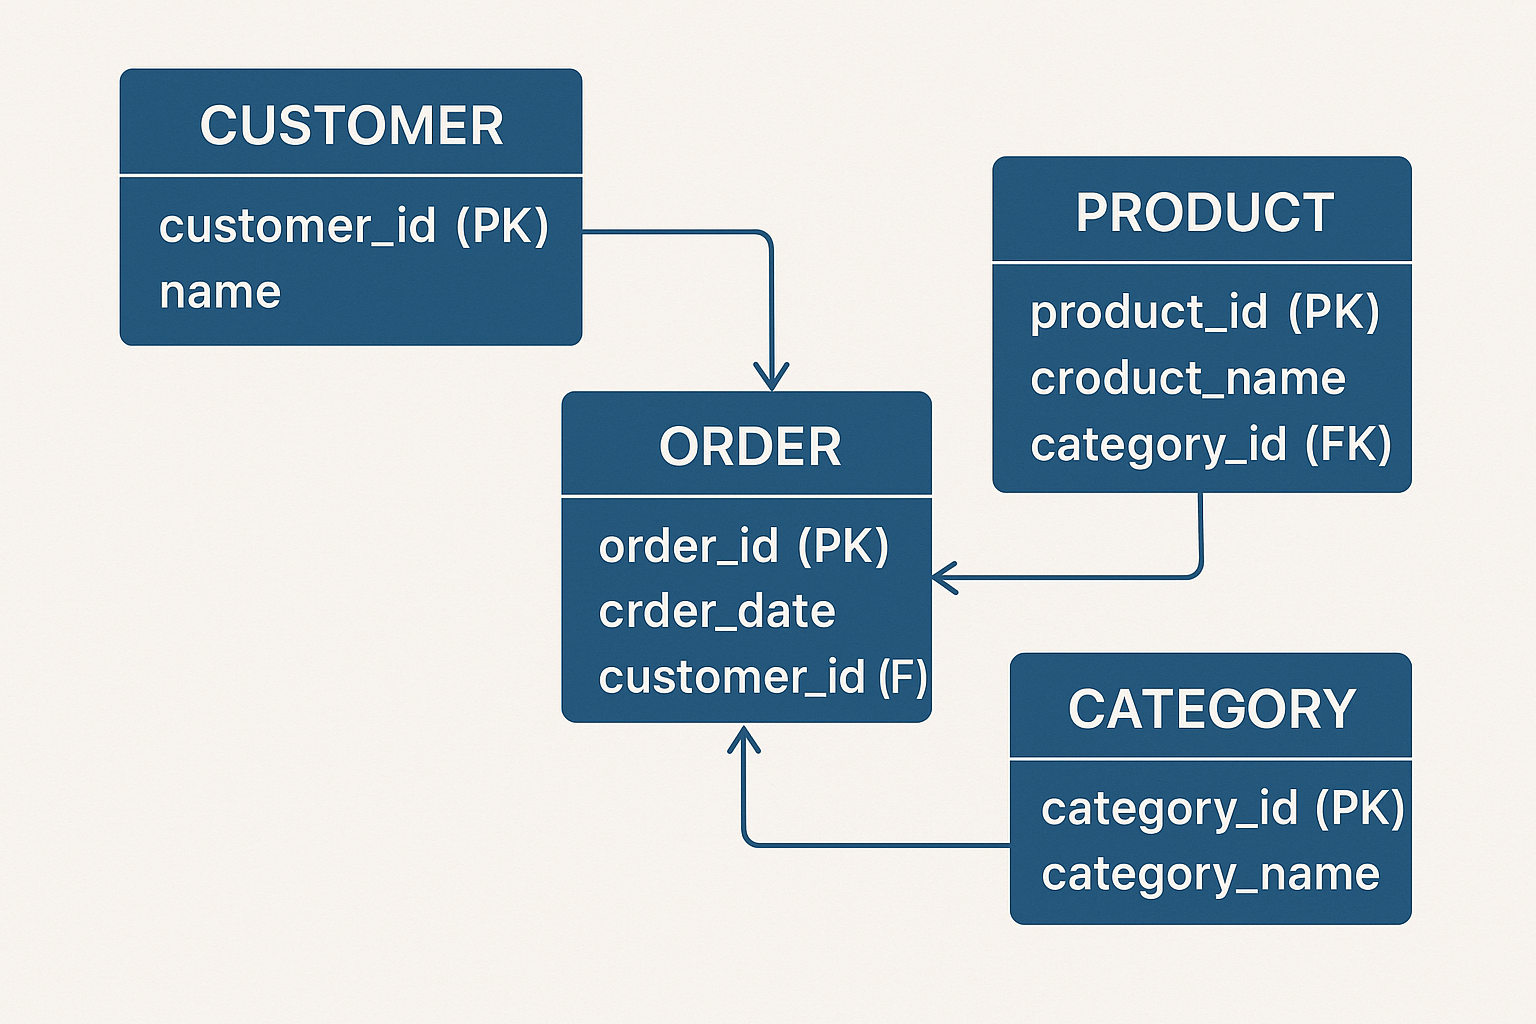 CUSTOMER
customer_id (PK)
name
PRODUCT
product_id (PK)
croduct_name
category_id (FK)
ORDER
order_id (PK)
crder_date
customer_id (F)
CATEGORY
category_id (PK)
category_name